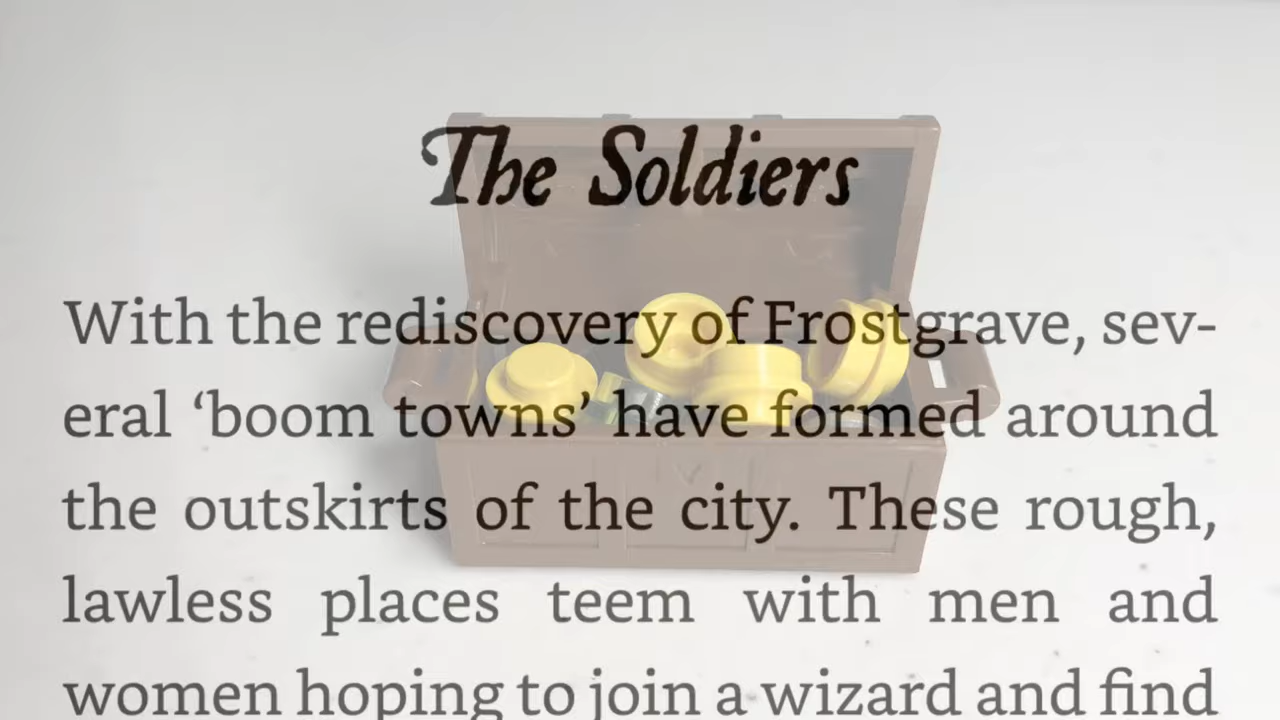 The Soldiers
With the rediscovery of Frostgrave, sev-
eral ‘boom towns’ have formed around
the outskirts of the city. These rough,
lawless places teem with men and
women hoping to join a wizard and find